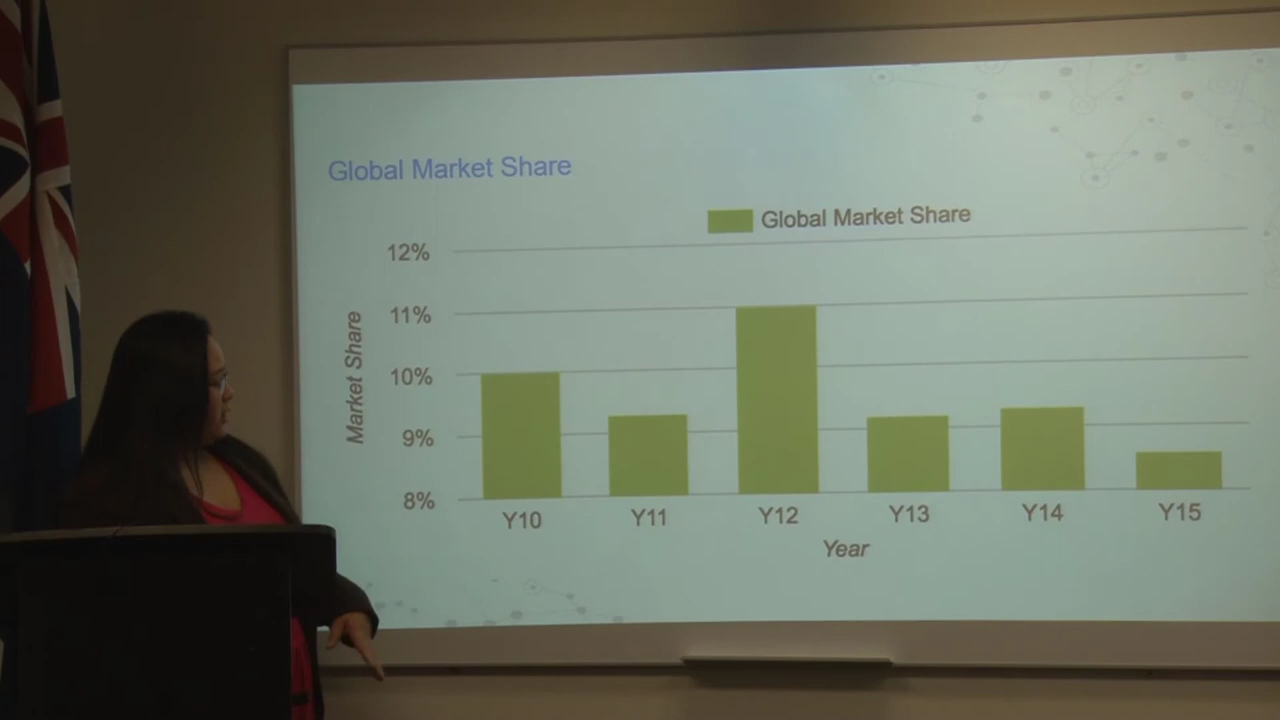 Global Market Share
Global Market Share
12%
11%
10%
9%
8%
Market Share
Y10 Y11 Y12 Y13 Y14 Y15
Year